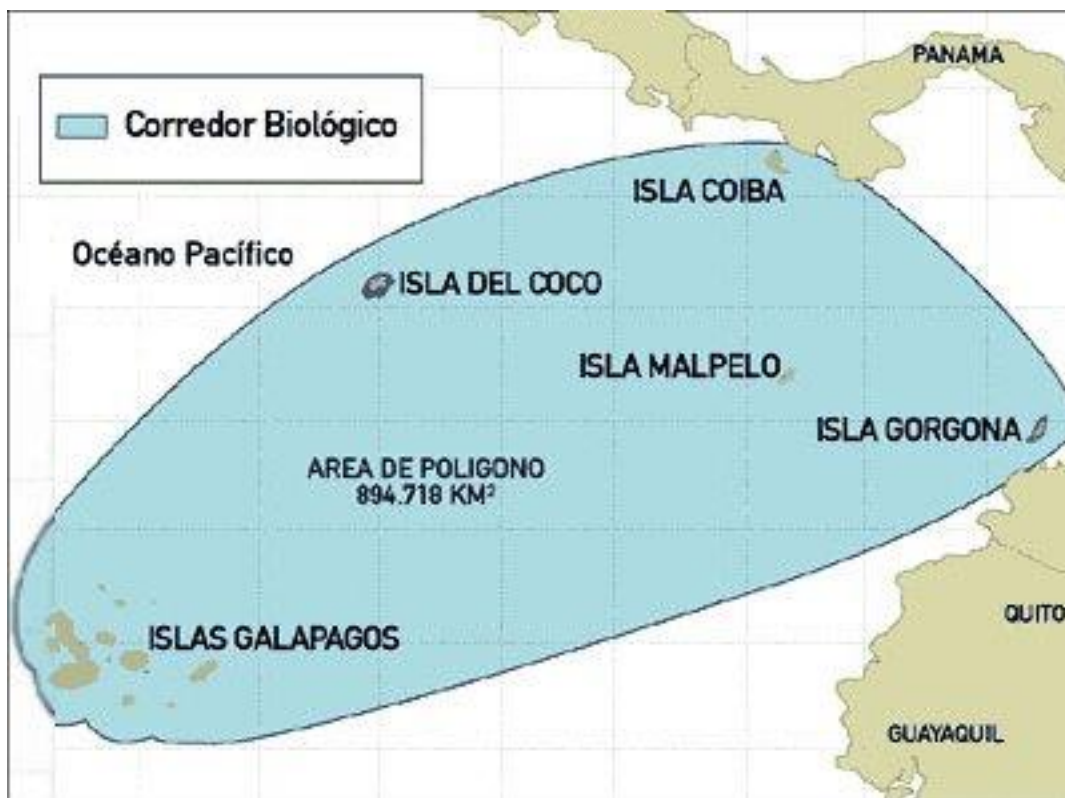 PANAMA
Corredor Biológico
ISLA COIBA
Océano Pacífico
ISLA DEL COCO
ISLA MALPELO
ISLA GORGONA
AREA DE POLIGONO
894.718 KM²
QUITO
ISLAS GALAPAGOS
GUAYAQUIL